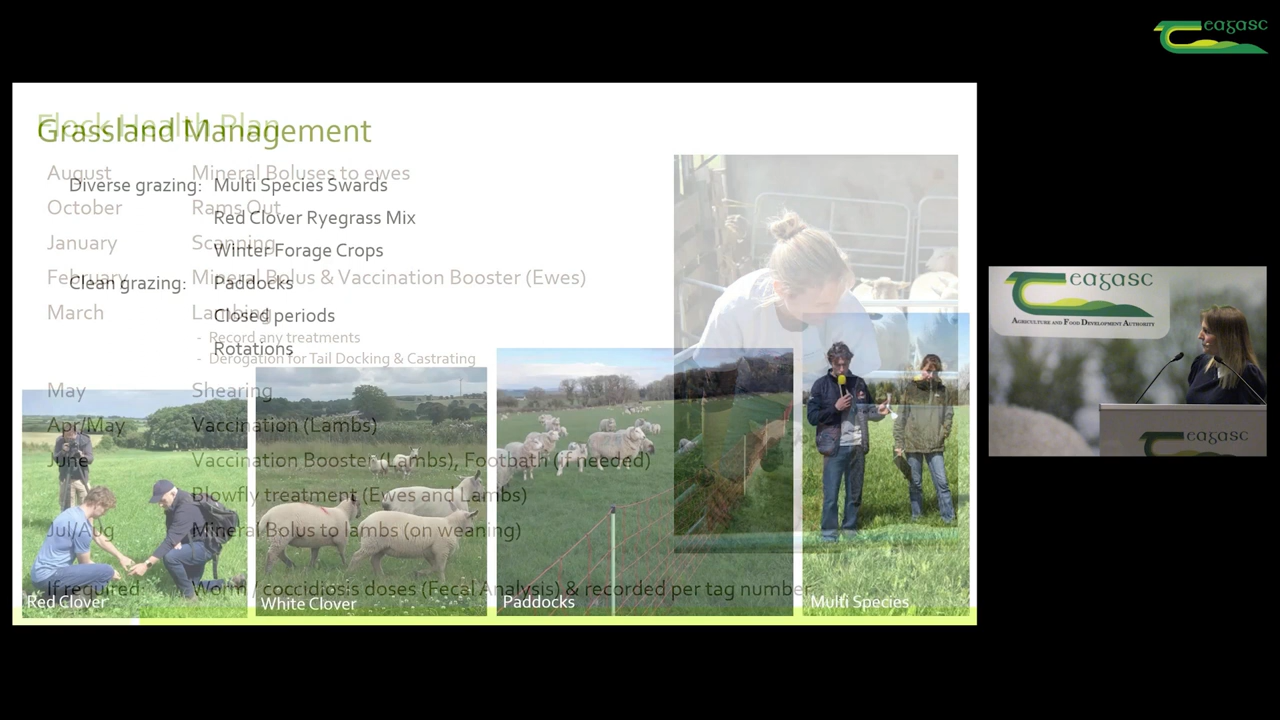 eagasc
Flock Health Plan
Grassland Management
August Mineral Boluses to ewes
Diverse grazing: Multi Species Swards
October Rams Out
Red Clover Ryegrass Mix
January Scanning
Winter Forage Crops
February Mineral Bolus & Vaccination Booster (Ewes)
Clean grazing: Paddocks
March Lambing
Closed periods
- Record any treatments
Rotations
- Derogation for Tail Docking & Castrating
May Shearing
Apr/May Vaccination (Lambs)
June Vaccination Booster (Lambs), Footbath (if needed)
Blowfly treatment (Ewes and Lambs)
Jul/Aug Mineral Bolus to lambs (on weaning)
If required Worm / coccidiosis doses (Fecal Analysis) & recorded per tag number
Red Clover
White Clover
Paddocks
Multi Species
eagasc
AGRICULTURE AND FOOD DEVELOPMENT AUTHORITY
eagasc